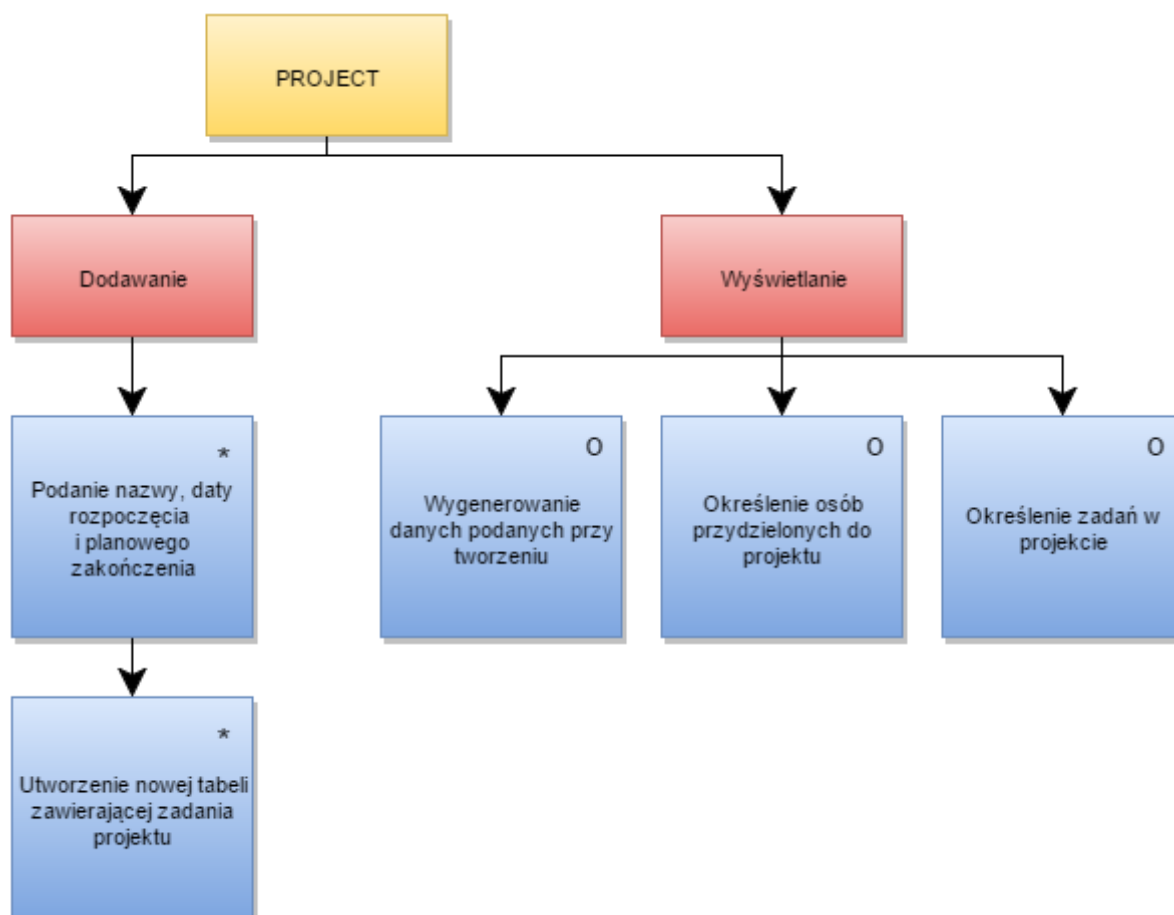 PROJECT
Dodawanie
Wyświetlanie
*
Podanie nazwy, daty
rozpoczęcia
i planowego
zakończenia
O
Wygenerowanie
danych podanych przy
tworzeniu
O
Określenie osób
przydzielonych do
projektu
O
Określenie zadań w
projekcie
*
Utworzenie nowej tabeli
zawierającej zadania
projektu